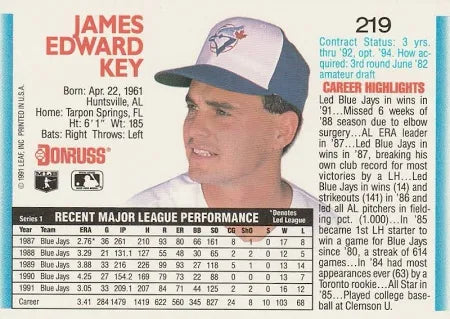 JAMES
EDWARD
KEY
Born: Apr. 22, 1961
Huntsville, AL
Home: Tarpon Springs, FL
Ht: 6'1" Wt: 185
Bats: Right Throws: Left
DONRUSS
© 1991 LEAF, INC. PRINTED IN U.S.A.
219
Contract Status: 3 yrs.
thru '92, opt. '94. How ac-
quired: 3rd round June '82
amateur draft
CAREER HIGHLIGHTS
Led Blue Jays in wins in
'91...Missed 6 weeks of
'88 season due to elbow
surgery...AL ERA leader
in '87...Led Blue Jays in
wins in '87, breaking his
own club record for most
victories by a LH...Led
Blue Jays in wins (14) and
strikeouts (141) in '86 and
led all AL pitchers in field-
ing pct. (1.000)...In '85
became 1st LH starter to
win a game for Blue Jays
since '80, a streak of 614
games...In '84 had most
appearances ever (63) by a
Toronto rookie...All Star in
'85...Played college base-
ball at Clemson U.
Series 1 RECENT MAJOR LEAGUE PERFORMANCE *Denotes Led League
Year Team ERA G IP H R ER BB SO CG ShO S W L
1987 Blue Jays 2.76* 36 261 210 93 80 66 161 8 1 0 17 8
1988 Blue Jays 3.29 21 131.1 127 55 48 30 65 2 2 0 12 5
1989 Blue Jays 3.88 33 216 226 99 93 27 118 5 1 0 13 14
1990 Blue Jays 4.25 27 154.2 169 79 73 22 88 0 0 0 13 7
1991 Blue Jays 3.05 33 209.1 207 84 71 44 125 2 2 0 16 12
Career 3.41 284 1479 1419 622 560 345 827 24 8 10 103 68